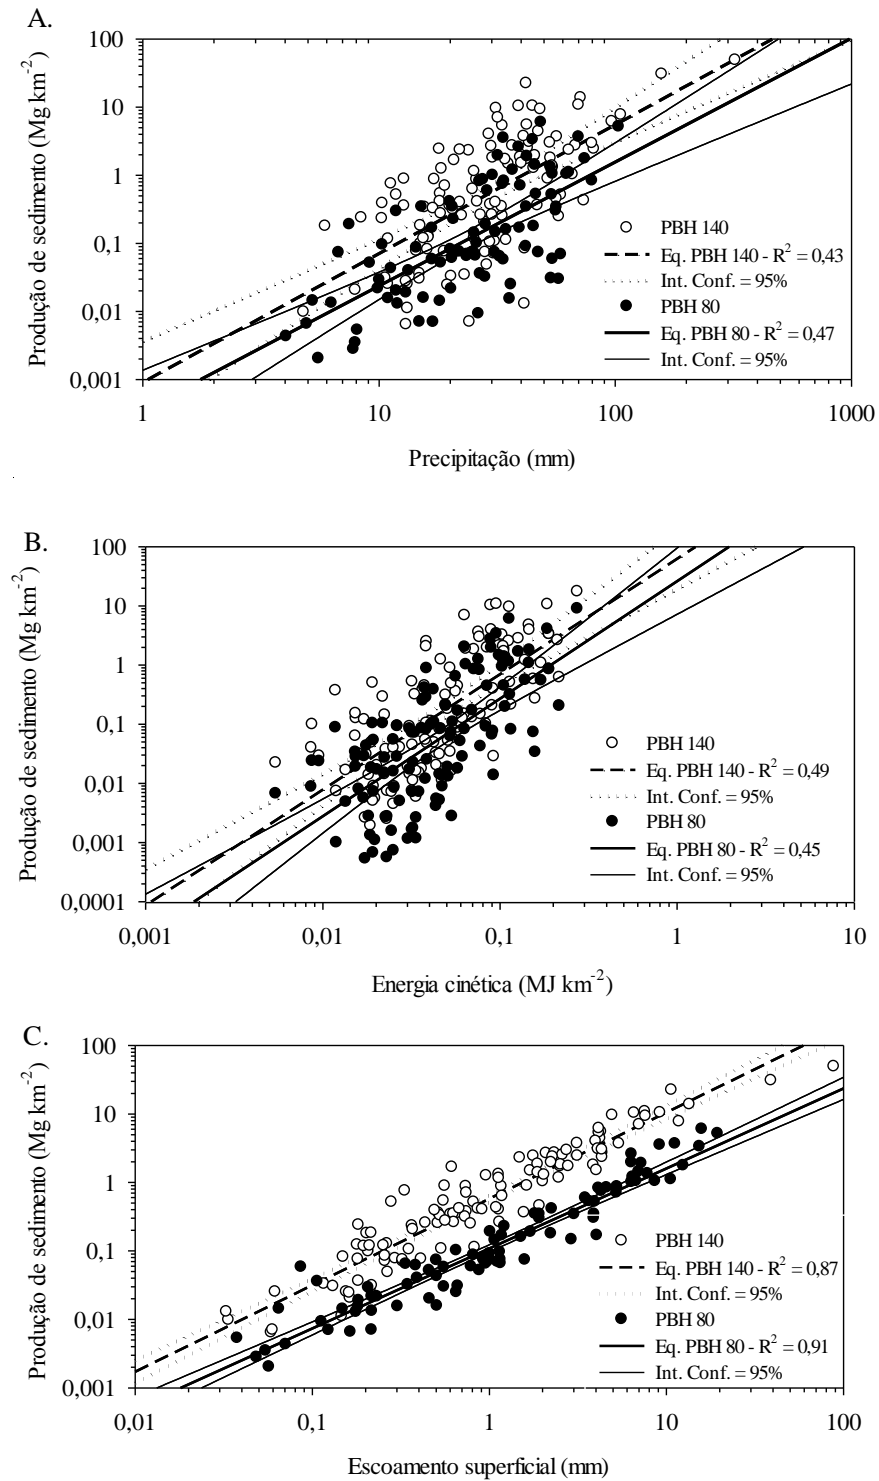 A.
Produção de sedimento (Mg km-2)
100
10
1
0,1
0,01
0,001
PBH 140
Eq. PBH 140 - R2 = 0,43
Int. Conf. = 95%
PBH 80
Eq. PBH 80 - R2 = 0,47
Int. Conf. = 95%
1 10 100 1000
Precipitação (mm)
B.
Produção de sedimento (Mg km-2)
100
10
1
0,1
0,01
0,001
0,0001
PBH 140
Eq. PBH 140 - R2 = 0,49
Int. Conf. = 95%
PBH 80
Eq. PBH 80 - R2 = 0,45
Int. Conf. = 95%
0,001 0,01 0,1 1 10
Energia cinética (MJ km-2)
C.
Produção de sedimento (Mg km-2)
100
10
1
0,1
0,01
0,001
PBH 140
Eq. PBH 140 - R2 = 0,87
Int. Conf. = 95%
PBH 80
Eq. PBH 80 - R2 = 0,91
Int. Conf. = 95%
0,01 0,1 1 10 100
Escoamento superficial (mm)